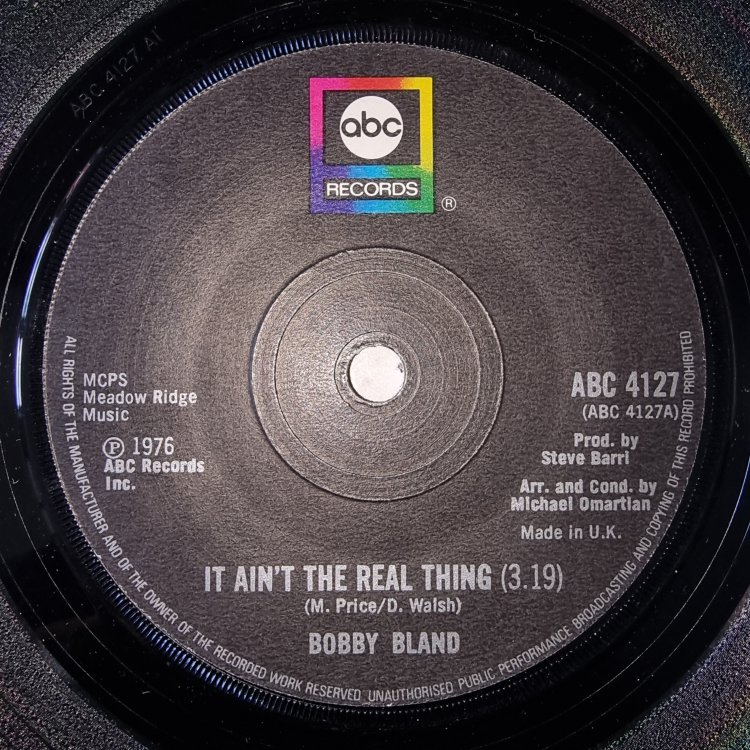 ABC 4127 A1
abc
RECORDS
®
MCPS
Meadow Ridge
Music
℗ 1976
ABC Records
Inc.
ABC 4127
(ABC 4127A)
Prod. by
Steve Barri
Arr. and Cond. by
Michael Omartian
Made in U.K.
IT AIN'T THE REAL THING (3.19)
(M. Price/D. Walsh)
BOBBY BLAND
ALL RIGHTS OF THE MANUFACTURER AND OF THE OWNER OF THE RECORDED WORK RESERVED UNAUTHORISED PUBLIC PERFORMANCE BROADCASTING AND COPYING OF THIS RECORD PROHIBITED